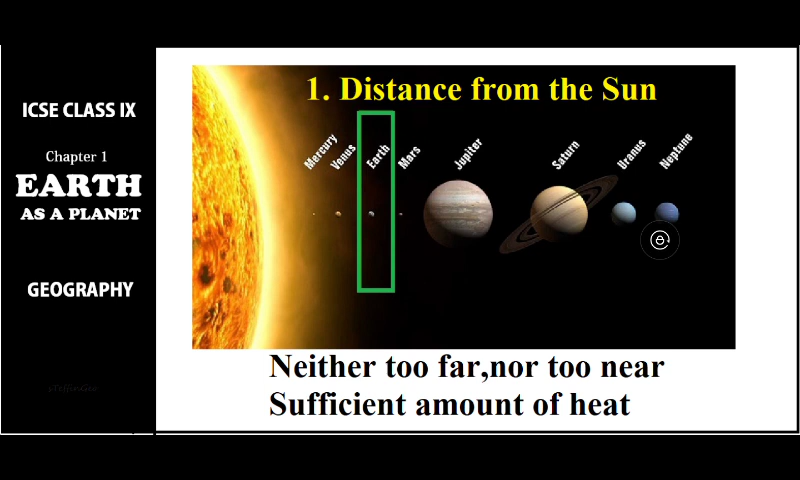 ICSE CLASS IX
Chapter 1
EARTH
AS A PLANET
GEOGRAPHY
1. Distance from the Sun
Mercury
Venus
Earth
Mars
Jupiter
Saturn
Uranus
Neptune
Neither too far,nor too near
Sufficient amount of heat